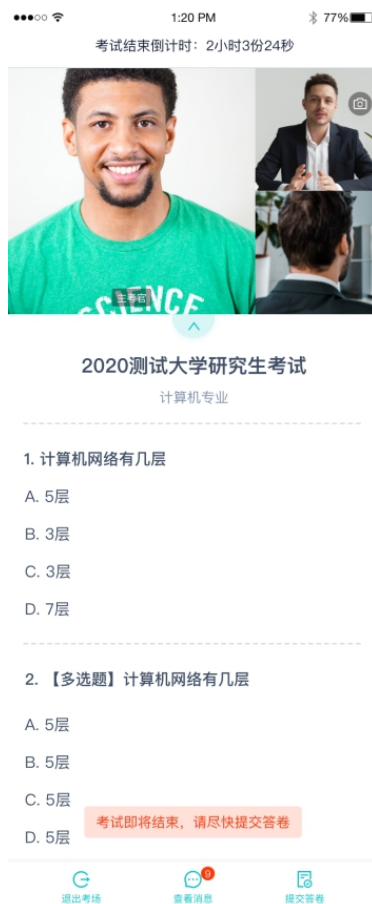 1:20 PM
77%
考试结束倒计时：2小时3份24秒
SCIENCE
主考官
2020测试大学研究生考试
计算机专业
1. 计算机网络有几层
A. 5层
B. 3层
C. 3层
D. 7层
2. 【多选题】计算机网络有几层
A. 5层
B. 5层
C. 5层
考试即将结束，请尽快提交答卷
D. 5层
9
退出考场
查看消息
提交答卷